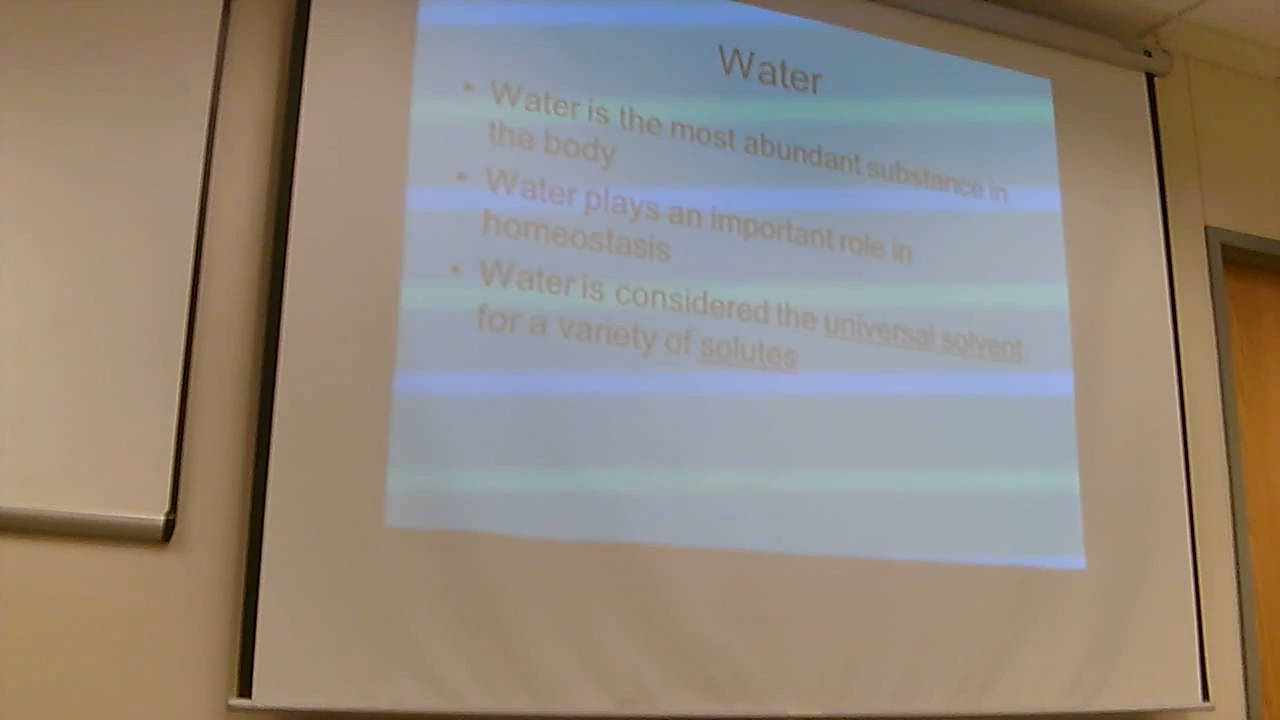 Water
• Water is the most abundant substance in
the body
• Water plays an important role in
homeostasis
• Water is considered the universal solvent
for a variety of solutes